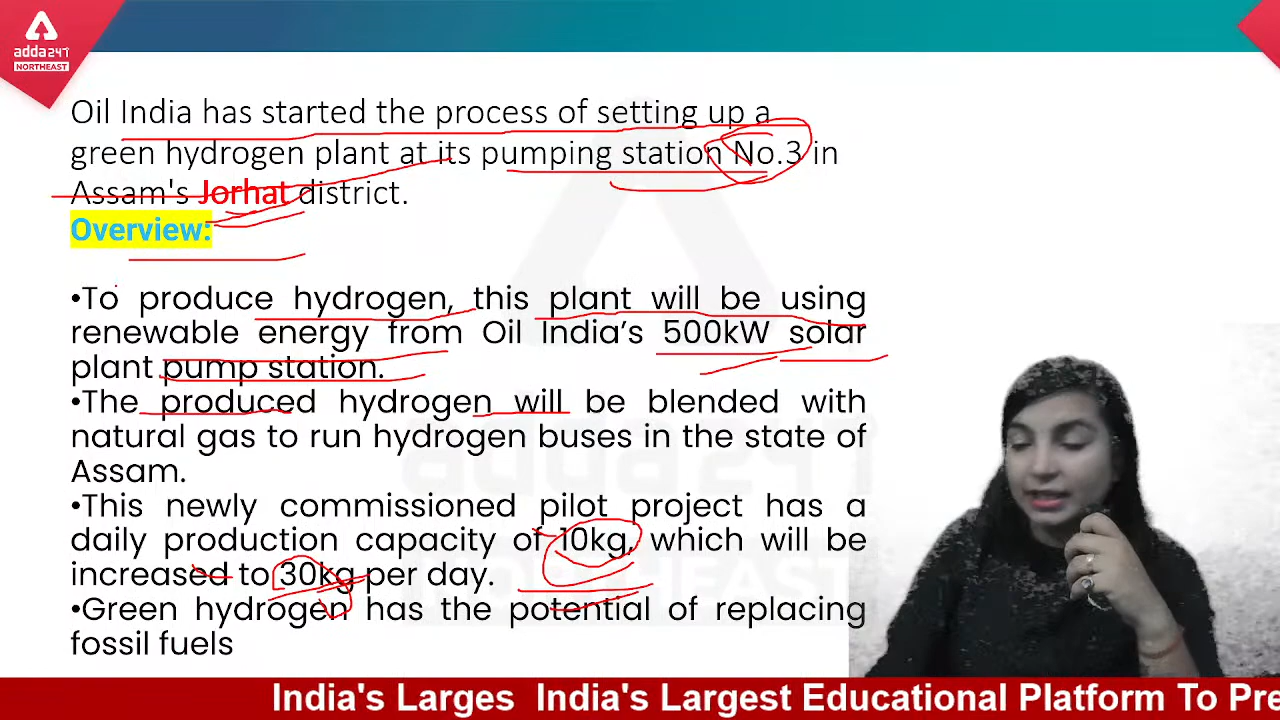 adda247
NORTHEAST
Oil India has started the process of setting up a
green hydrogen plant at its pumping station No.3 in
Assam's Jorhat district.
Overview:
•To produce hydrogen, this plant will be using
renewable energy from Oil India’s 500kW solar
plant pump station.
•The produced hydrogen will be blended with
natural gas to run hydrogen buses in the state of
Assam.
•This newly commissioned pilot project has a
daily production capacity of 10kg, which will be
increased to 30kg per day.
•Green hydrogen has the potential of replacing
fossil fuels
adda247
NORTHEAST
India's Larges India's Largest Educational Platform To Pre